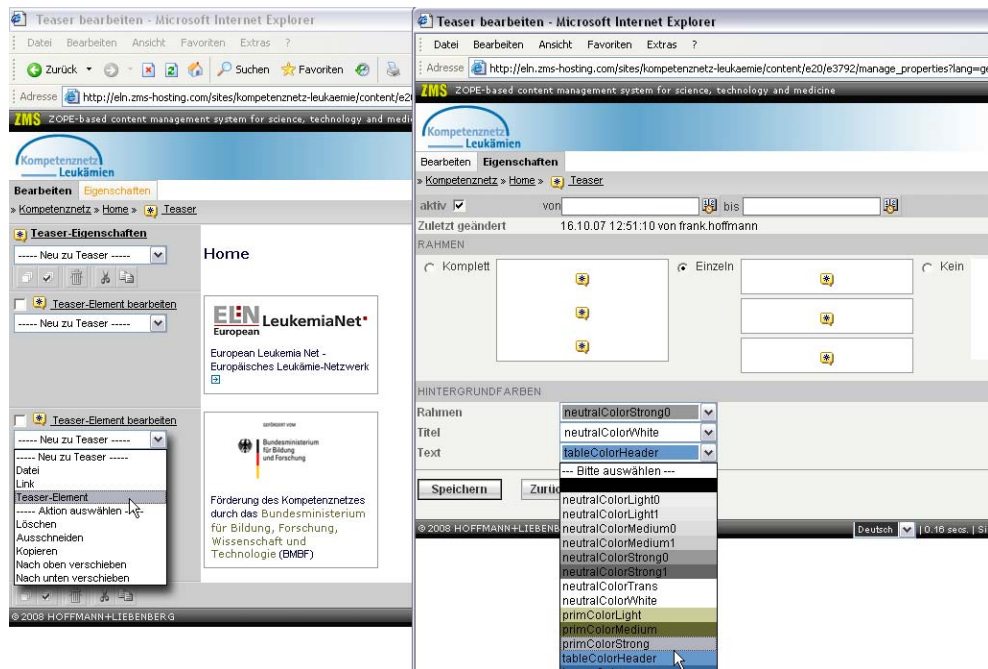 Teaser bearbeiten - Microsoft Internet Explorer
Datei Bearbeiten Ansicht Favoriten Extras ?
Zurück Suchen Favoriten
Adresse http://eln.zms-hosting.com/sites/kompetenznetz-leukaemie/content/e20
ZMS ZOPE-based content management system for science, technology and medi
Kompetenznetz
Leukämien
Bearbeiten Eigenschaften
» Kompetenznetz » Home » Teaser
Teaser-Eigenschaften
----- Neu zu Teaser -----
Home
Teaser-Element bearbeiten
----- Neu zu Teaser -----
ELN LeukemiaNet
European
European Leukemia Net -
Europäisches Leukämie-Netzwerk
Teaser-Element bearbeiten
----- Neu zu Teaser -----
----- Neu zu Teaser -----
Datei
Link
Teaser-Element
----- Aktion auswählen -----
Löschen
Ausschneiden
Kopieren
Nach oben verschieben
Nach unten verschieben
GEFÖRDERT VOM
Bundesministerium
für Bildung
und Forschung
Förderung des Kompetenznetzes
durch das Bundesministerium
für Bildung, Forschung,
Wissenschaft und
Technologie (BMBF)
© 2008 HOFFMANN+LIEBENBERG
Teaser bearbeiten - Microsoft Internet Explorer
Datei Bearbeiten Ansicht Favoriten Extras ?
Adresse http://eln.zms-hosting.com/sites/kompetenznetz-leukaemie/content/e20/e3792/manage_properties?lang=ge
ZMS ZOPE-based content management system for science, technology and medicine
Kompetenznetz
Leukämien
Bearbeiten Eigenschaften
» Kompetenznetz » Home » Teaser
aktiv von bis
Zuletzt geändert 16.10.07 12:51:10 von frank.hoffmann
RAHMEN
Komplett Einzeln Kein
HINTERGRUNDFARBEN
Rahmen neutralColorStrong0
Titel neutralColorWhite
Text tableColorHeader
--- Bitte auswählen ---
neutralColorLight0
neutralColorLight1
neutralColorMedium0
neutralColorMedium1
neutralColorStrong0
neutralColorStrong1
neutralColorTrans
neutralColorWhite
primColorLight
primColorMedium
primColorStrong
tableColorHeader
Speichern Zurüc
© 2008 HOFFMANN+LIEBENB
Deutsch | 0.16 secs. | Si